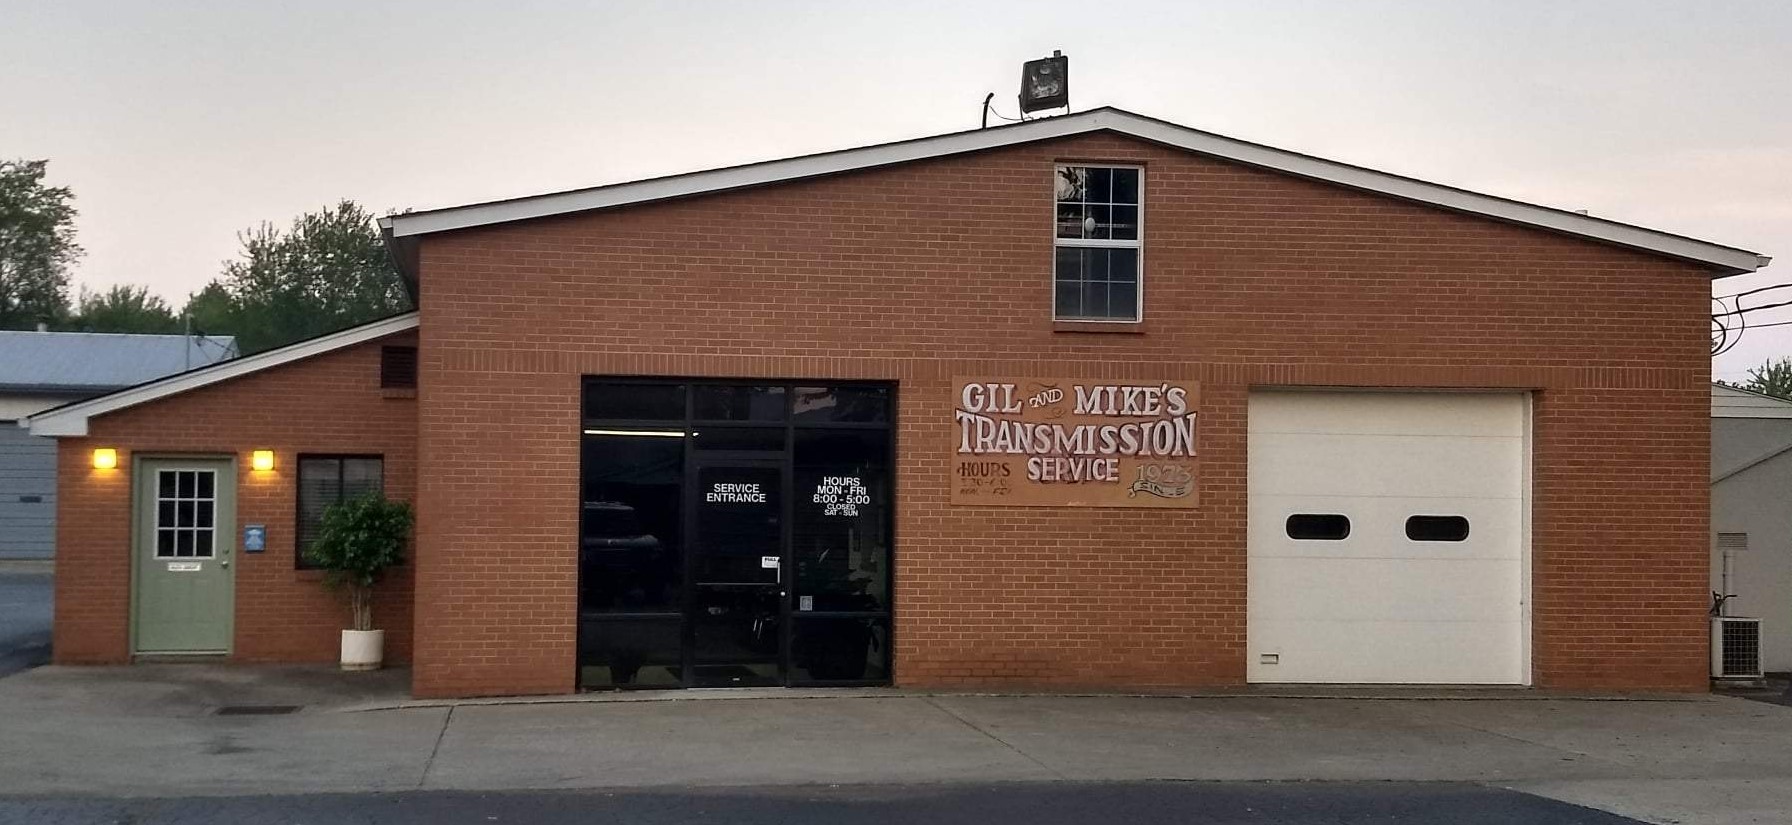 SERVICE
ENTRANCE
HOURS
MON - FRI
8:00 - 5:00
CLOSED
SAT - SUN
PULL
GIL AND MIKE'S
TRANSMISSION
SERVICE
HOURS
1973
SINCE